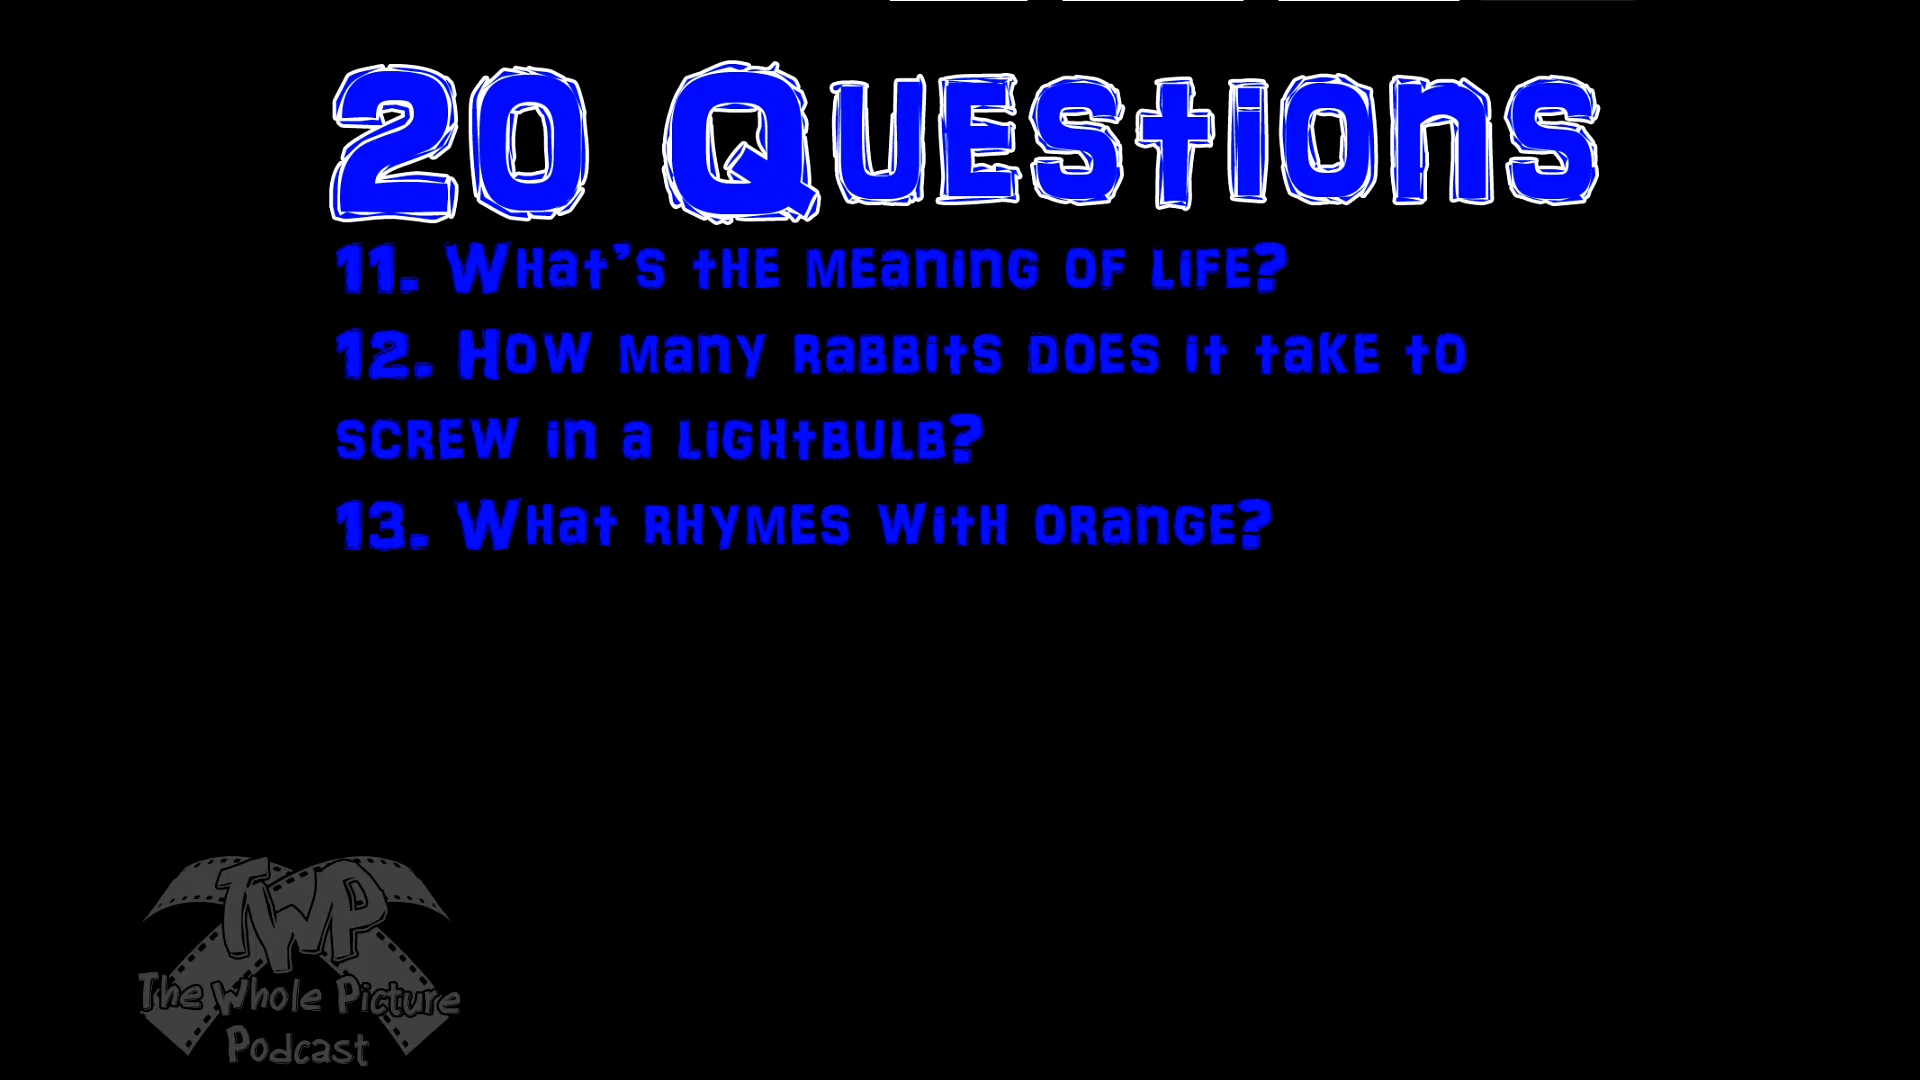 20 Questions
11. What's the meaning of life?
12. How many rabbits does it take to
screw in a lightbulb?
13. What rhymes with orange?
TWP
The Whole Picture
Podcast